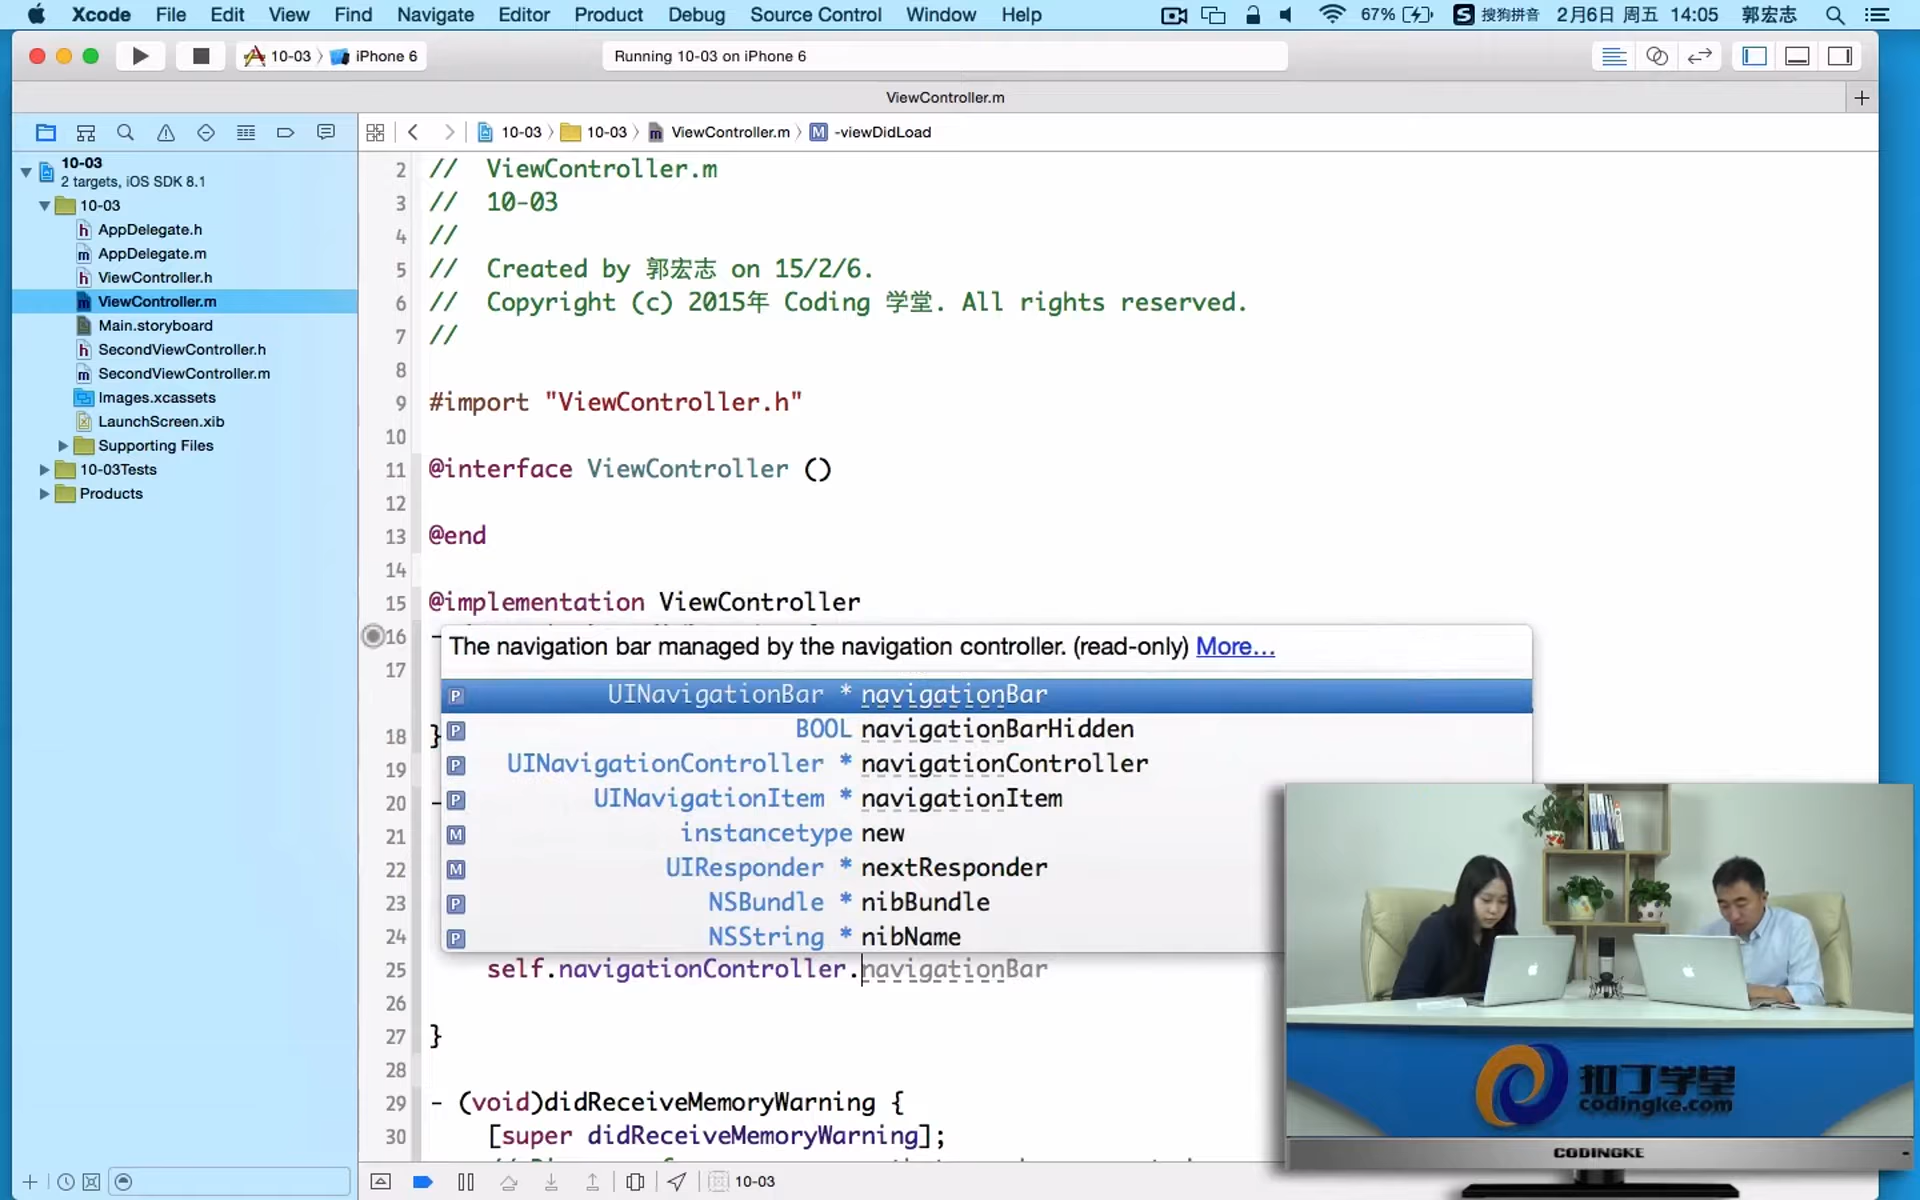 Xcode File Edit View Find Navigate Editor Product Debug Source Control Window Help 67% 搜狗拼音 2月6日 周五 14:05 郭宏志
10-03 iPhone 6 Running 10-03 on iPhone 6
ViewController.m
10-03 10-03 ViewController.m M -viewDidLoad
10-03
2 targets, iOS SDK 8.1
10-03
AppDelegate.h
AppDelegate.m
ViewController.h
ViewController.m
Main.storyboard
SecondViewController.h
SecondViewController.m
Images.xcassets
LaunchScreen.xib
Supporting Files
10-03Tests
Products
2 // ViewController.m
3 // 10-03
4 //
5 // Created by 郭宏志 on 15/2/6.
6 // Copyright (c) 2015年 Coding 学堂. All rights reserved.
7 //
8
9 #import "ViewController.h"
10
11 @interface ViewController ()
12
13 @end
14
15 @implementation ViewController
16 -
The navigation bar managed by the navigation controller. (read-only) More...
17
P UINavigationBar * navigationBar
18 }
P BOOL navigationBarHidden
19
P UINavigationController * navigationController
20 -
P UINavigationItem * navigationItem
21
M instancetype new
22
M UIResponder * nextResponder
23
P NSBundle * nibBundle
24
P NSString * nibName
25 self.navigationController.navigationBar
26
27 }
28
29 - (void)didReceiveMemoryWarning {
30 [super didReceiveMemoryWarning];
10-03
扣丁学堂
codingke.com
CODINGKE